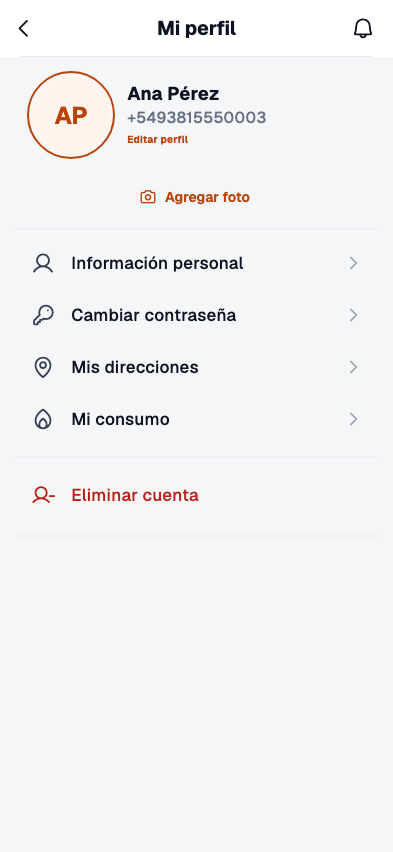 Mi perfil
AP
Ana Pérez
+5493815550003
Editar perfil
Agregar foto
Información personal
Cambiar contraseña
Mis direcciones
Mi consumo
Eliminar cuenta